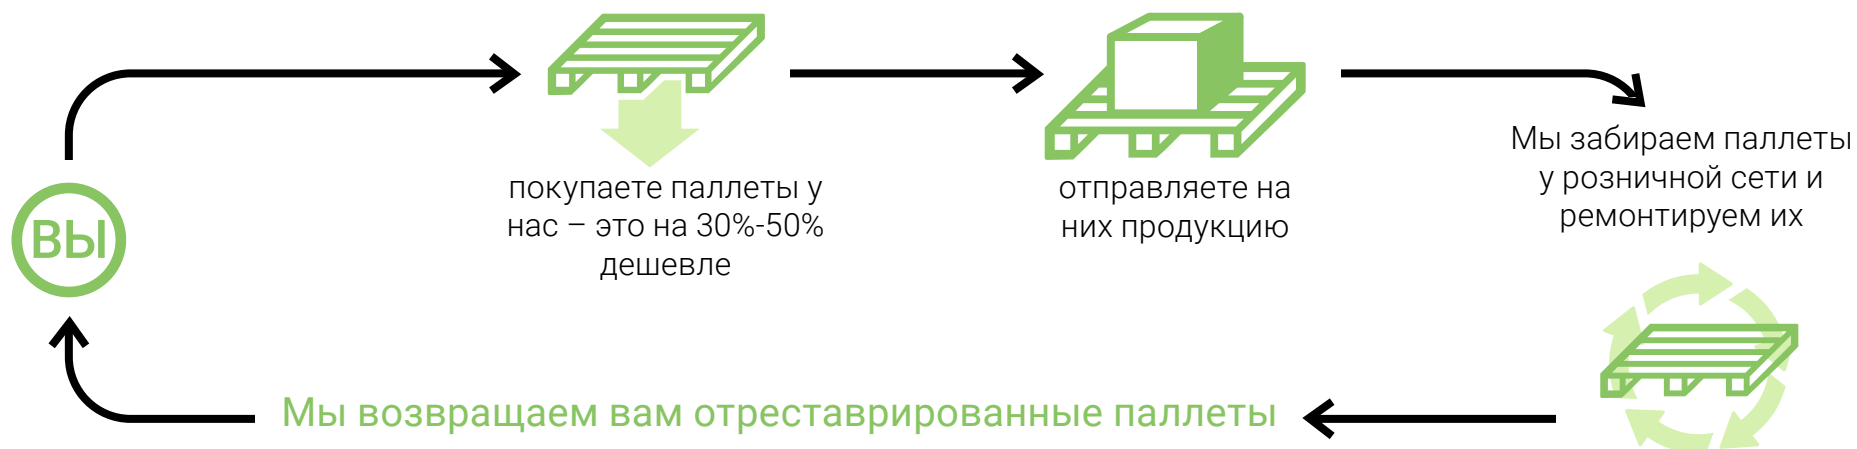 ВЫ
покупаете паллеты у
нас – это на 30%-50%
дешевле
отправляете на
них продукцию
Мы забираем паллеты
у розничной сети и
ремонтируем их
Мы возвращаем вам отреставрированные паллеты